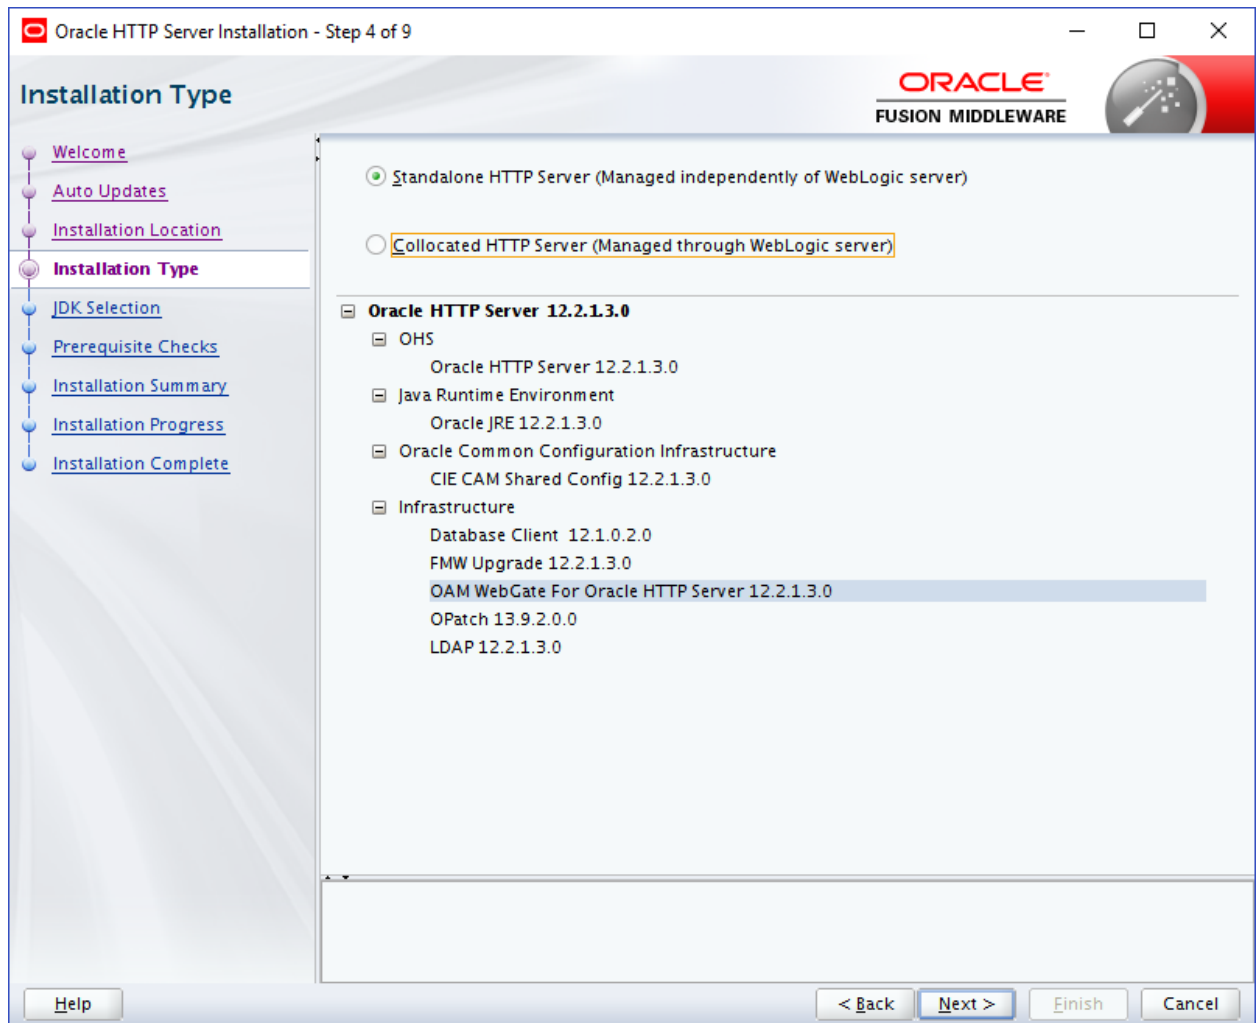 Oracle HTTP Server Installation - Step 4 of 9
Installation Type
ORACLE
FUSION MIDDLEWARE
Welcome
Auto Updates
Installation Location
Installation Type
JDK Selection
Prerequisite Checks
Installation Summary
Installation Progress
Installation Complete
Standalone HTTP Server (Managed independently of WebLogic server)
Collocated HTTP Server (Managed through WebLogic server)
Oracle HTTP Server 12.2.1.3.0
OHS
Oracle HTTP Server 12.2.1.3.0
Java Runtime Environment
Oracle JRE 12.2.1.3.0
Oracle Common Configuration Infrastructure
CIE CAM Shared Config 12.2.1.3.0
Infrastructure
Database Client 12.1.0.2.0
FMW Upgrade 12.2.1.3.0
OAM WebGate For Oracle HTTP Server 12.2.1.3.0
OPatch 13.9.2.0.0
LDAP 12.2.1.3.0
Help
< Back
Next >
Finish
Cancel